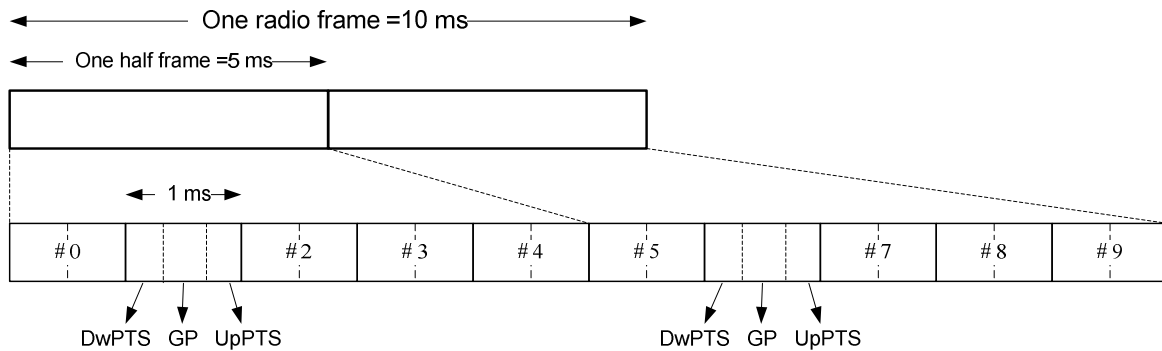 One radio frame =10 ms
One half frame =5 ms
1 ms
#0 #2 #3 #4 #5 #7 #8 #9
DwPTS GP UpPTS DwPTS GP UpPTS